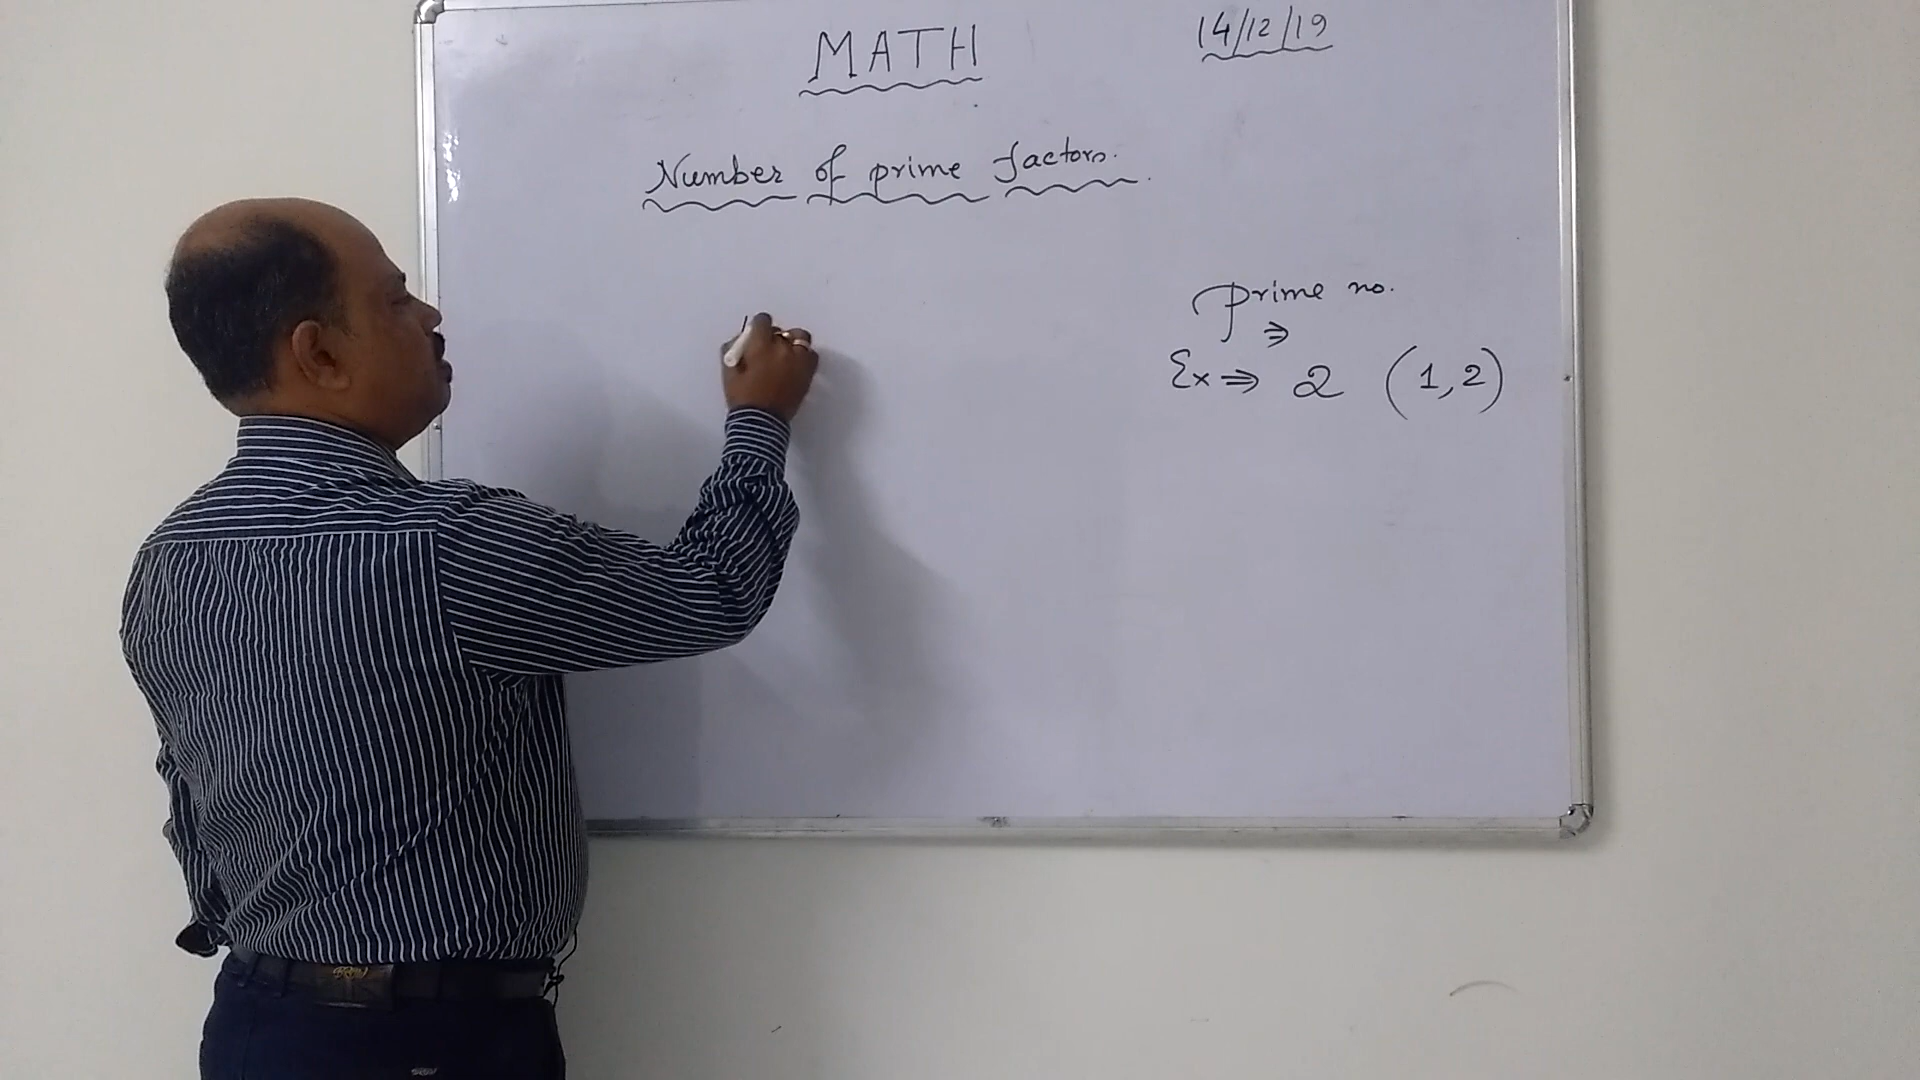 MATH
14/12/19
Number of prime factors.
prime no.
⇒
Ex ⇒ 2 (1,2)